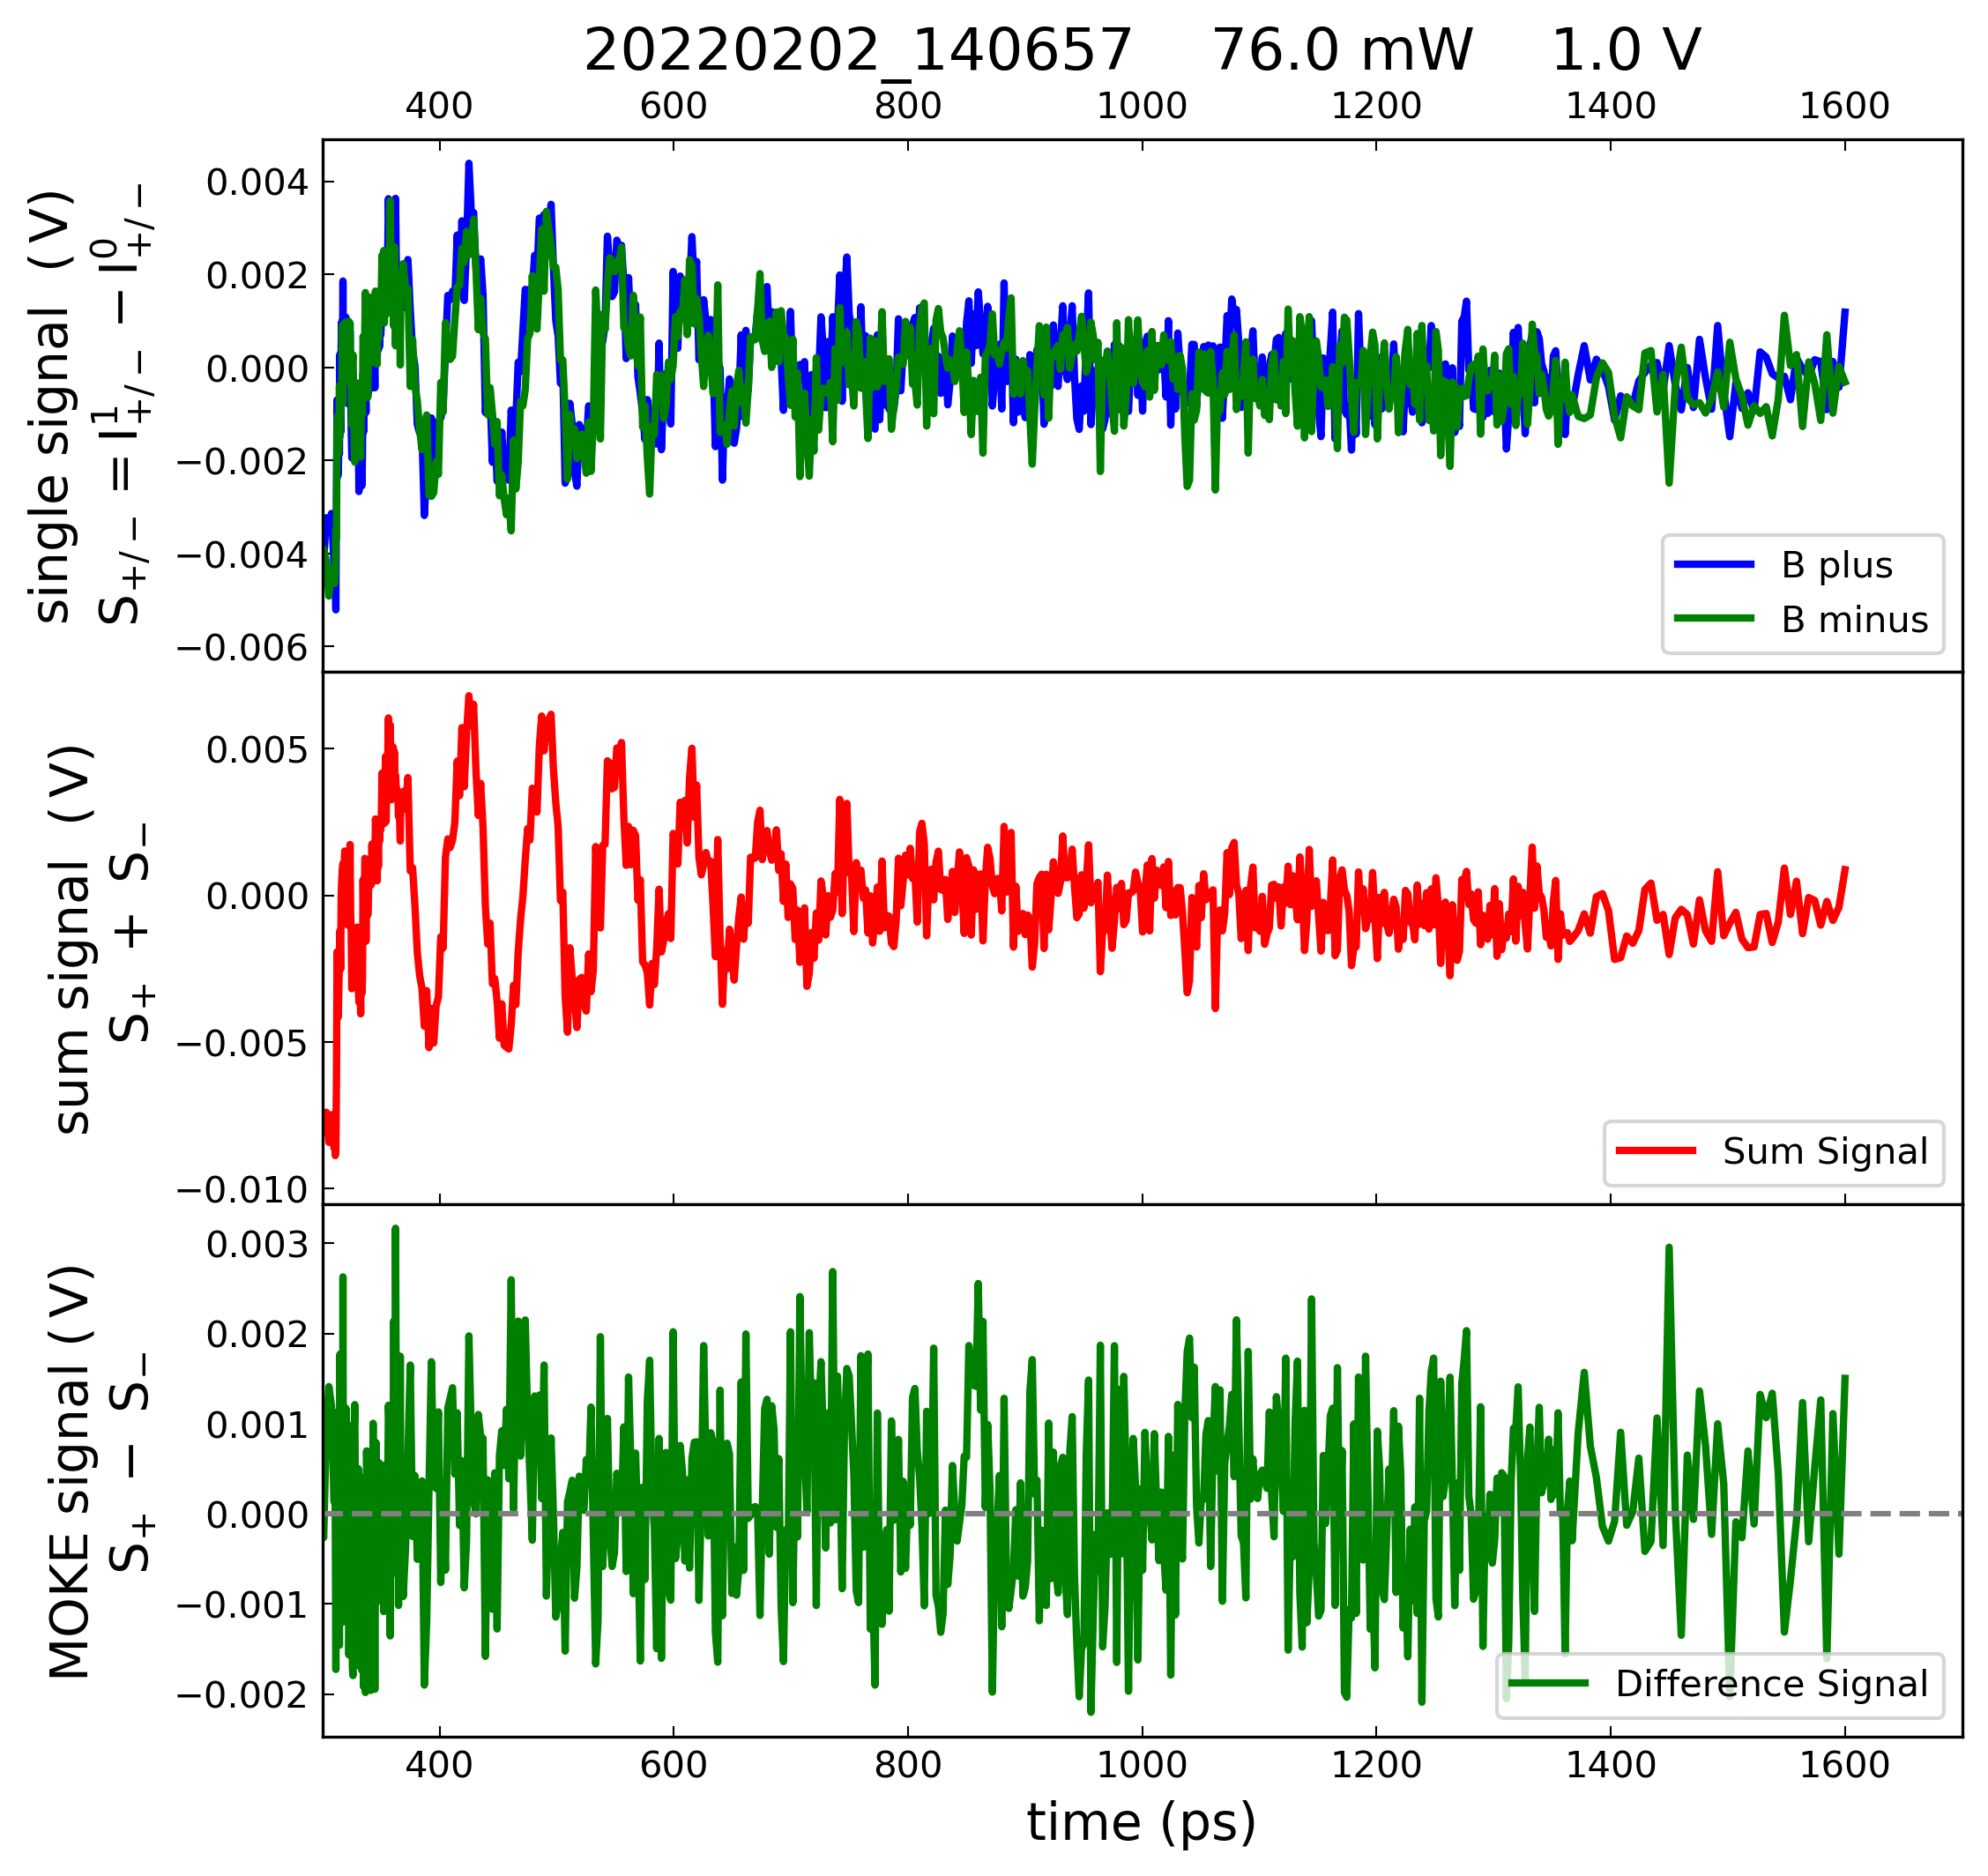 20220202_140657 76.0 mW 1.0 V
400 600 800 1000 1200 1400 1600
single signal (V)
S+/− = I¹+/− − I⁰+/−
0.004
0.002
0.000
−0.002
−0.004
−0.006
B plus
B minus
sum signal (V)
S₊ + S₋
0.005
0.000
−0.005
−0.010
Sum Signal
MOKE signal (V)
S₊ − S₋
0.003
0.002
0.001
0.000
−0.001
−0.002
Difference Signal
400 600 800 1000 1200 1400 1600
time (ps)